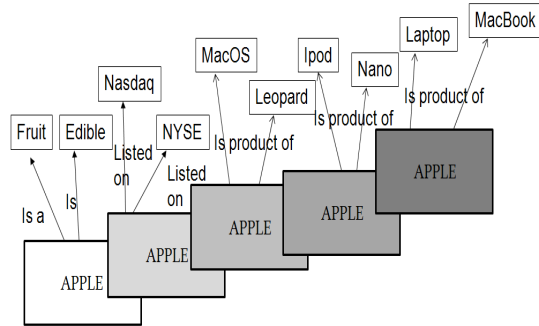 MacBook
Laptop
MacOS
Ipod
Nano
Nasdaq
Leopard
Is product of
Fruit
Edible
NYSE
Is product of
Is product of
Listed
on
Listed
on
Is a
Is
APPLE
APPLE
APPLE
APPLE
APPLE